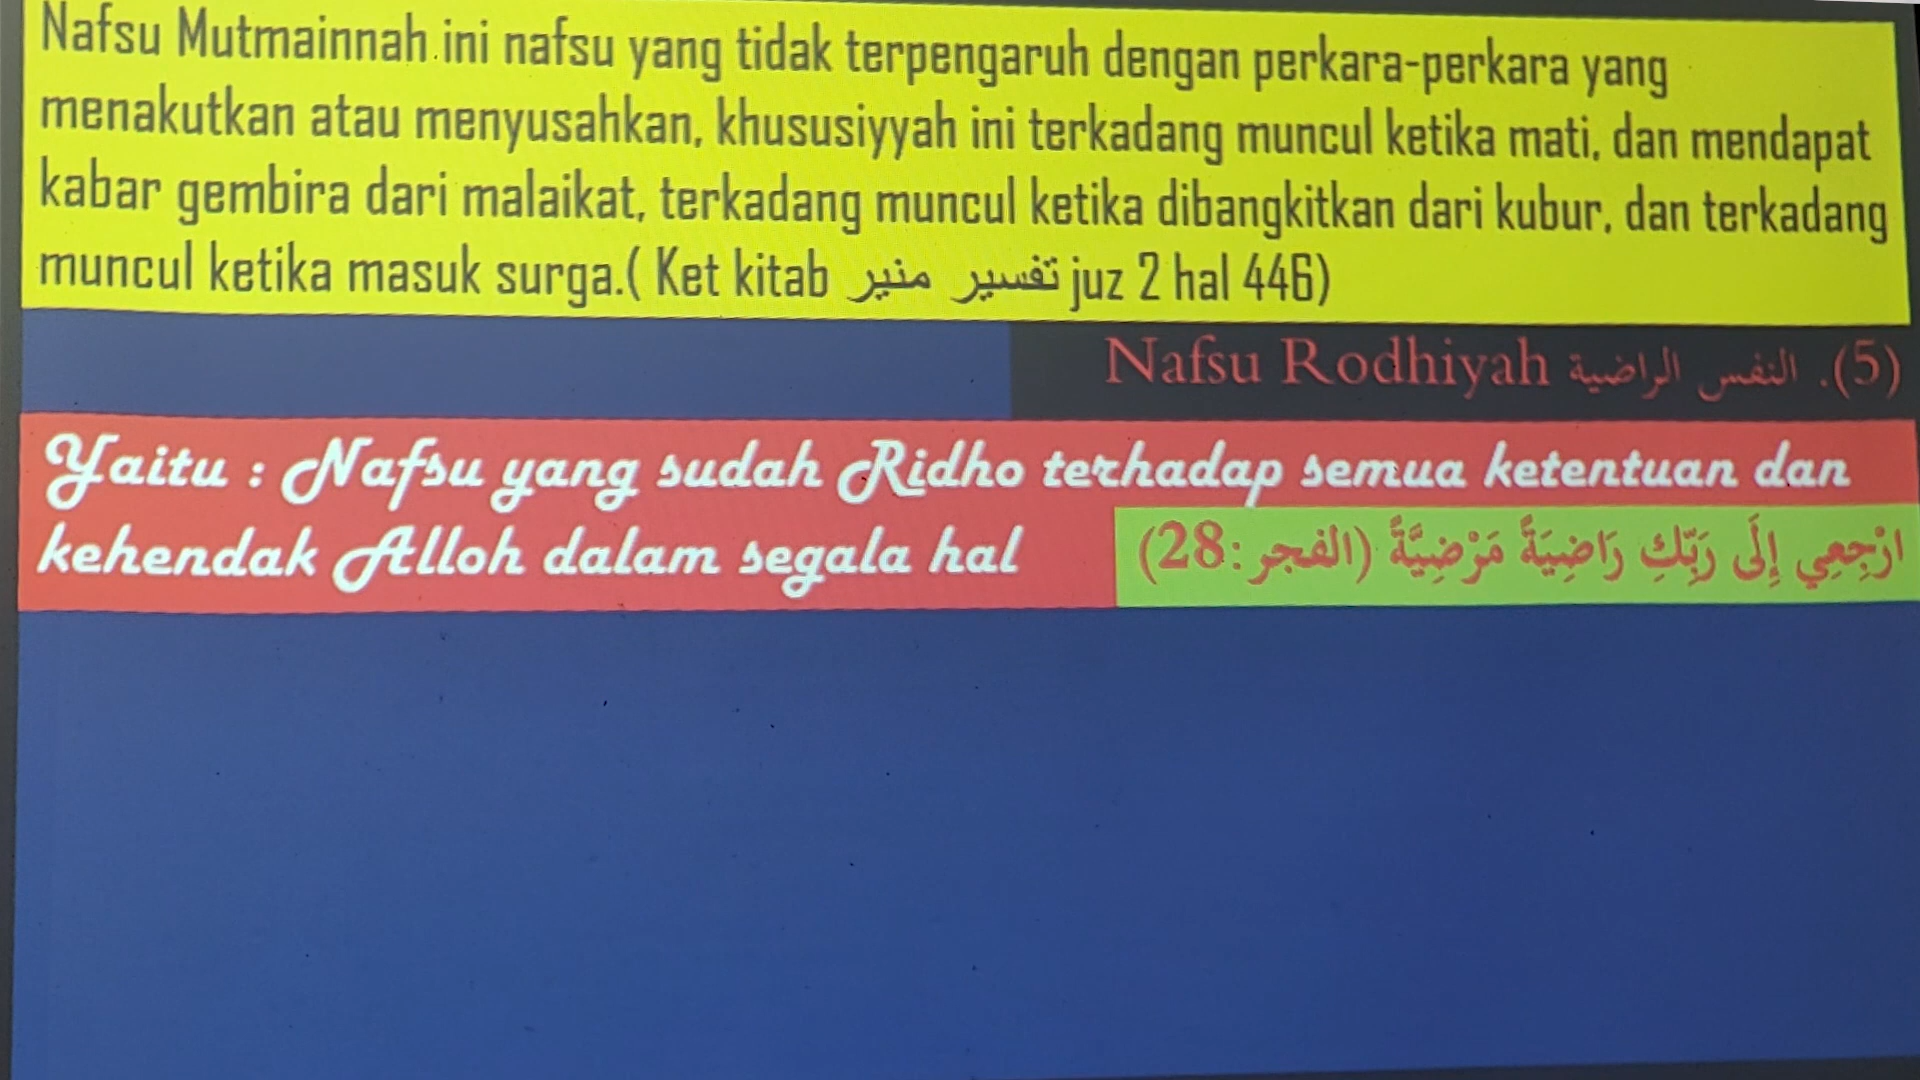 Nafsu Mutmainnah.ini nafsu yang tidak terpengaruh dengan perkara-perkara yang
menakutkan atau menyusahkan, khususiyyah ini terkadang muncul ketika mati, dan mendapat
kabar gembira dari malaikat, terkadang muncul ketika dibangkitkan dari kubur, dan terkadang
muncul ketika masuk surga.( Ket kitab تفسير منير juz 2 hal 446)
(5). النفس الراضية Nafsu Rodhiyah
Yaitu : Nafsu yang sudah Ridho terhadap semua ketentuan dan
kehendak Alloh dalam segala hal
ارْجِعِي إِلَى رَبِّكِ رَاضِيَةً مَرْضِيَّةً (الفجر:28)